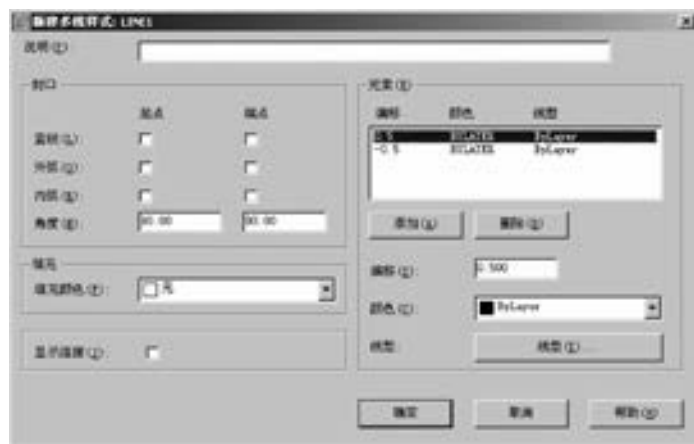 新建多线样式: LINE1
说明(P):
封口
起点 端点
直线(L):
外弧(O):
内弧(R):
角度(N): 90.00 90.00
填充
填充颜色(F): 无
显示连接(J):
图元(E)
偏移 颜色 线型
0.5 BYLAYER ByLayer
-0.5 BYLAYER ByLayer
添加(A) 删除(D)
偏移(S): 0.500
颜色(C): ByLayer
线型: 线型(Y)...
确定 取消 帮助(H)